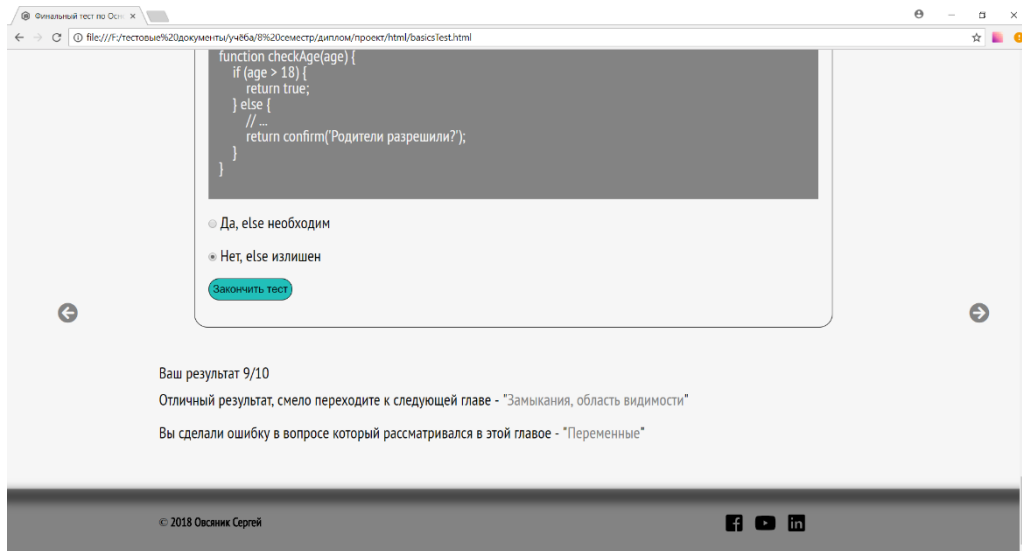 Финальный тест по Осн
file:///F:/тестовые%20документы/учёба/8%20семестр/диплом/проект/html/basicsTest.html
function checkAge(age) {
if (age > 18) {
return true;
} else {
// ...
return confirm('Родители разрешили?');
}
}
Да, else необходим
Нет, else излишен
Закончить тест
Ваш результат 9/10
Отличный результат, смело переходите к следующей главе - "Замыкания, область видимости"
Вы сделали ошибку в вопросе который рассматривался в этой главое - "Переменные"
© 2018 Овсяник Сергей